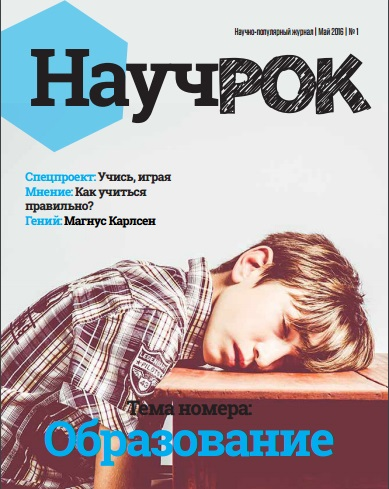 Научно-популярный журнал | Май 2016 | № 1
НаучРОК
Спецпроект: Учись, играя
Мнение: Как учиться
правильно?
Гений: Магнус Карлсен
Тема номера:
Образование